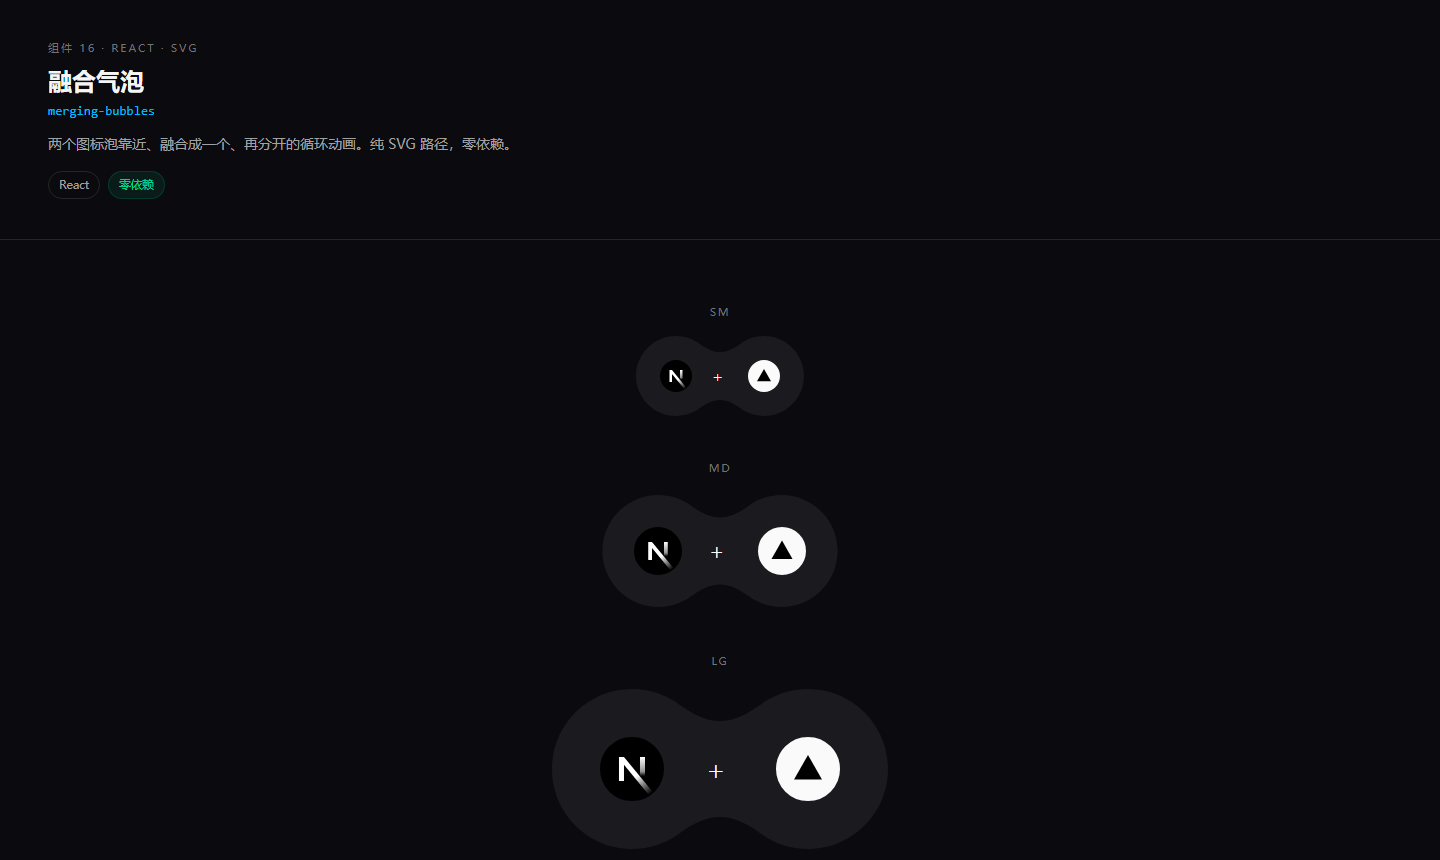 组件 16 · REACT · SVG
融合气泡
merging-bubbles
两个图标泡靠近、融合成一个、再分开的循环动画。纯 SVG 路径，零依赖。
React
零依赖
SM
N + ▲
MD
N + ▲
LG
N + ▲